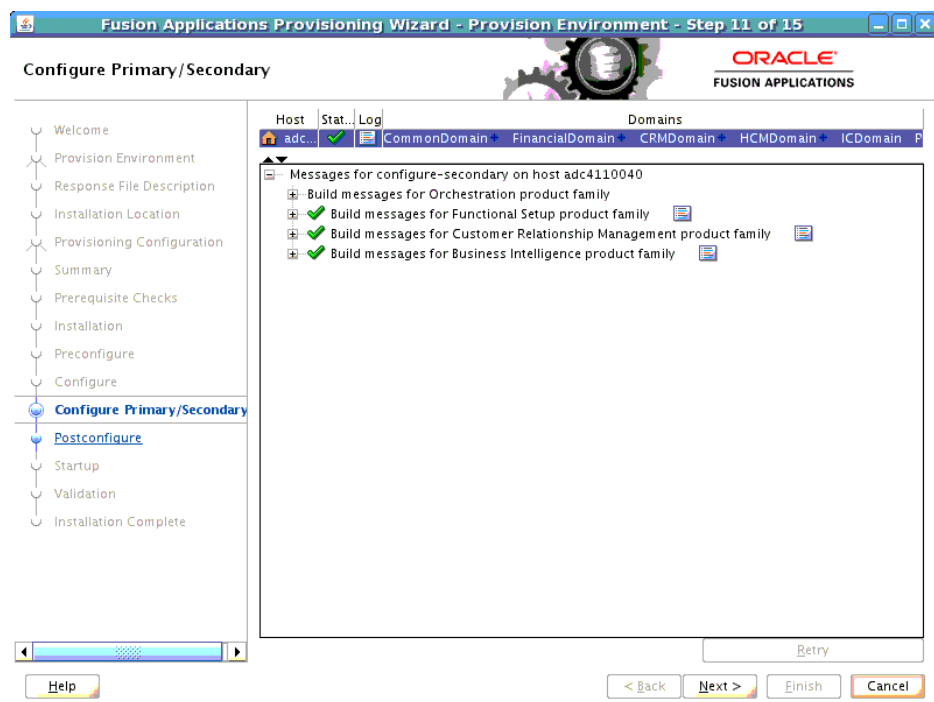 Fusion Applications Provisioning Wizard - Provision Environment - Step 11 of 15
Configure Primary/Secondary
ORACLE
FUSION APPLICATIONS
Welcome
Provision Environment
Response File Description
Installation Location
Provisioning Configuration
Summary
Prerequisite Checks
Installation
Preconfigure
Configure
Configure Primary/Secondary
Postconfigure
Startup
Validation
Installation Complete
Host Stat... Log Domains
adc... CommonDomain+ FinancialDomain+ CRMDomain+ HCMDomain+ ICDomain P
Messages for configure-secondary on host adc4110040
Build messages for Orchestration product family
Build messages for Functional Setup product family
Build messages for Customer Relationship Management product family
Build messages for Business Intelligence product family
Retry
Help
< Back
Next >
Finish
Cancel